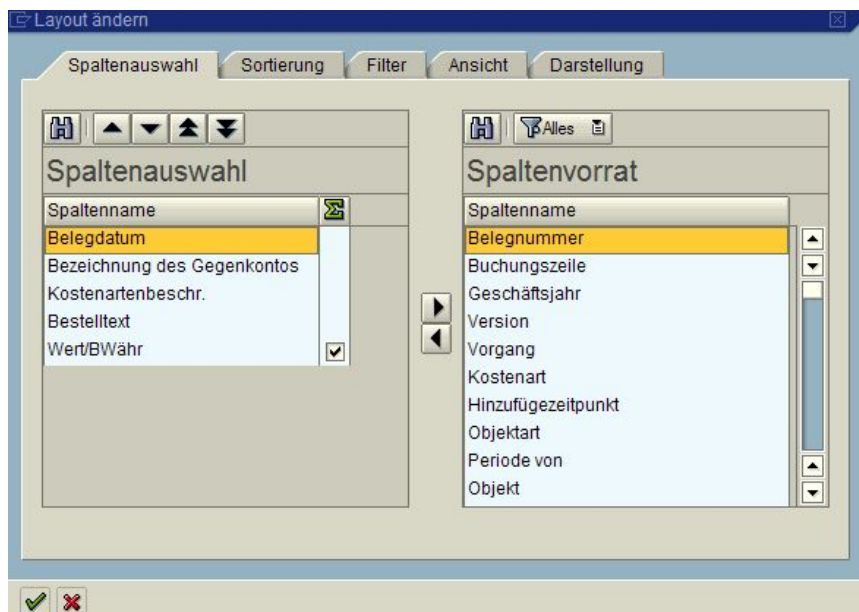 Layout ändern
Spaltenauswahl Sortierung Filter Ansicht Darstellung
Alles
Spaltenauswahl
Spaltenname
Belegdatum
Bezeichnung des Gegenkontos
Kostenartenbeschr.
Bestelltext
Wert/BWähr
Spaltenvorrat
Spaltenname
Belegnummer
Buchungszeile
Geschäftsjahr
Version
Vorgang
Kostenart
Hinzufügezeitpunkt
Objektart
Periode von
Objekt